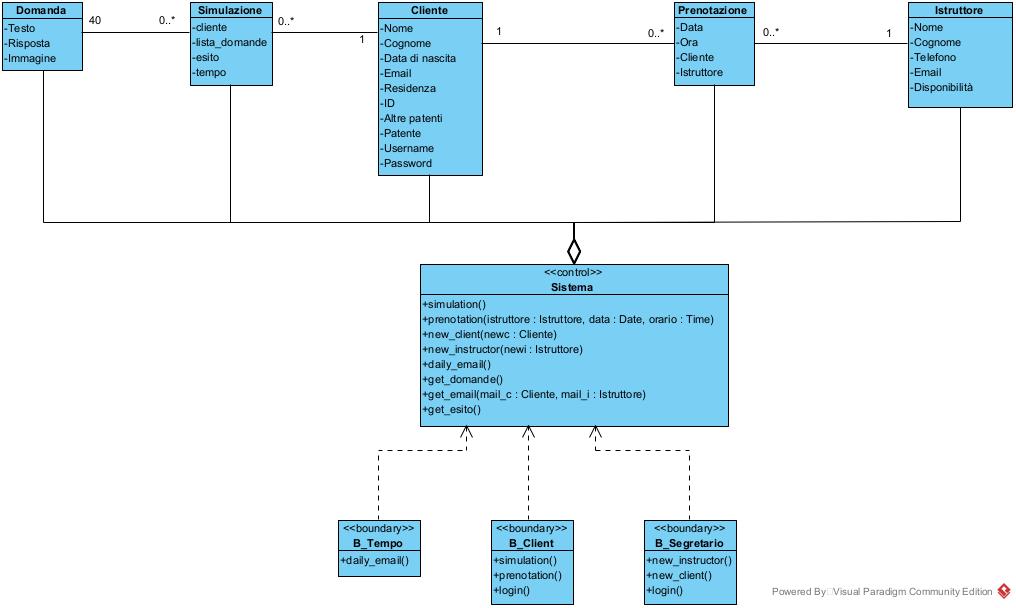 Domanda
-Testo
-Risposta
-Immagine
40
0..*
Simulazione
-cliente
-lista_domande
-esito
-tempo
0..*
1
Cliente
-Nome
-Cognome
-Data di nascita
-Email
-Residenza
-ID
-Altre patenti
-Patente
-Username
-Password
1
0..*
Prenotazione
-Data
-Ora
-Cliente
-Istruttore
0..*
1
Istruttore
-Nome
-Cognome
-Telefono
-Email
-Disponibilità
<<control>>
Sistema
+simulation()
+prenotation(istruttore : Istruttore, data : Date, orario : Time)
+new_client(newc : Cliente)
+new_instructor(newi : Istruttore)
+daily_email()
+get_domande()
+get_email(mail_c : Cliente, mail_i : Istruttore)
+get_esito()
<<boundary>>
B_Tempo
+daily_email()
<<boundary>>
B_Client
+simulation()
+prenotation()
+login()
<<boundary>>
B_Segretario
+new_instructor()
+new_client()
+login()
Powered By Visual Paradigm Community Edition